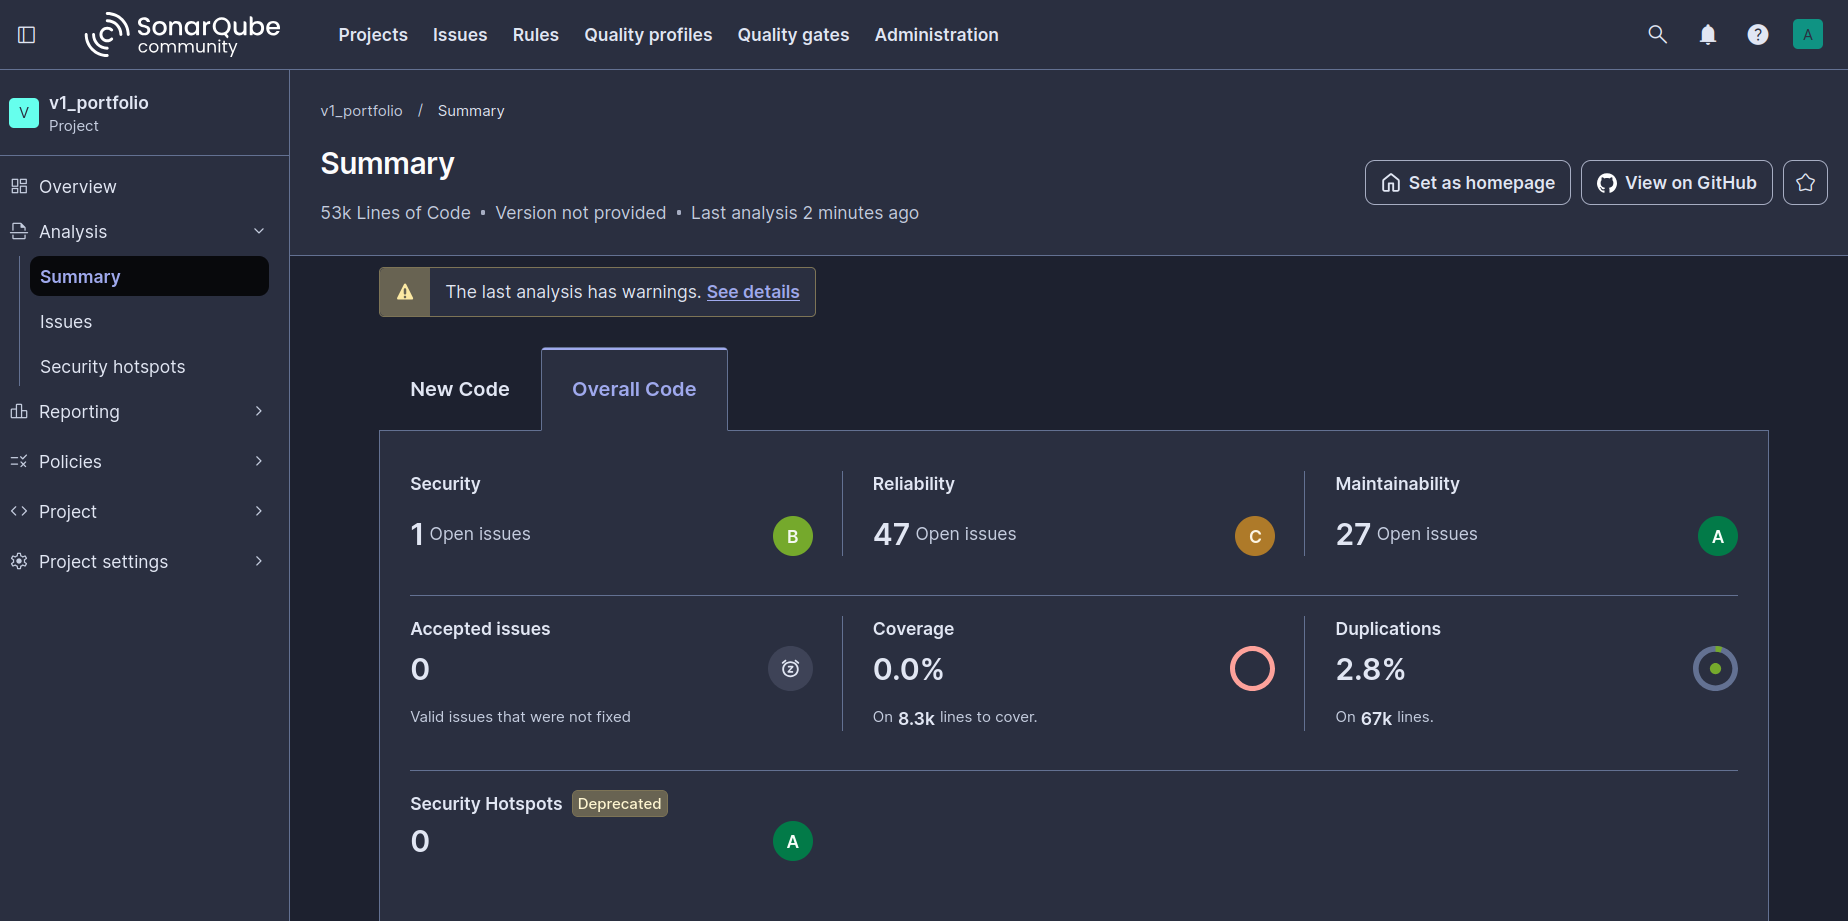 SonarQube
community
Projects Issues Rules Quality profiles Quality gates Administration
? A
V
v1_portfolio
Project
Overview
Analysis
Summary
Issues
Security hotspots
Reporting
Policies
Project
Project settings
v1_portfolio / Summary
Summary
53k Lines of Code • Version not provided • Last analysis 2 minutes ago
Set as homepage
View on GitHub
The last analysis has warnings. See details
New Code
Overall Code
Security
1 Open issues
B
Reliability
47 Open issues
C
Maintainability
27 Open issues
A
Accepted issues
0
z
Valid issues that were not fixed
Coverage
0.0%
On 8.3k lines to cover.
Duplications
2.8%
On 67k lines.
Security Hotspots Deprecated
0
A